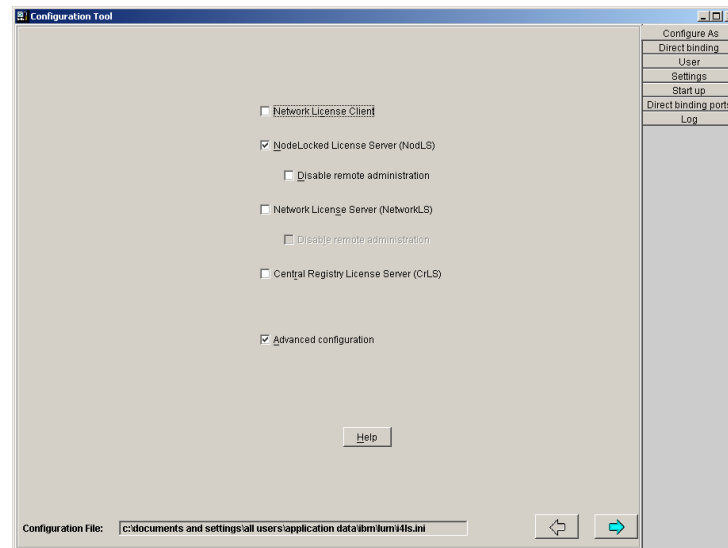 Configuration Tool
Configure As
Direct binding
User
Settings
Start up
Direct binding ports
Log
Network License Client
NodeLocked License Server (NodLS)
Disable remote administration
Network License Server (NetworkLS)
Disable remote administration
Central Registry License Server (CrLS)
Advanced configuration
Help
Configuration File: c:\documents and settings\all users\application data\ibm\lum\i4ls.ini